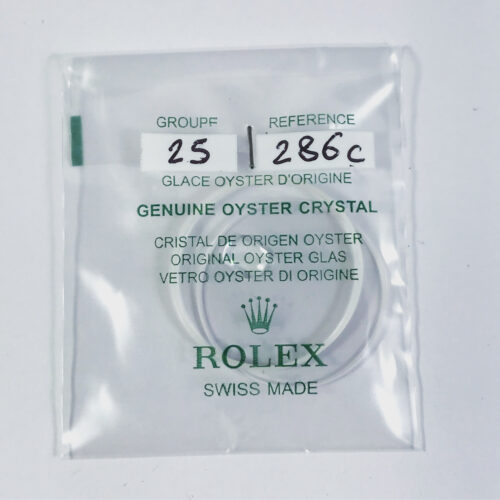 GROUPE REFERENCE
25 | 286c
GLACE OYSTER D'ORIGINE
GENUINE OYSTER CRYSTAL
CRISTAL DE ORIGEN OYSTER
ORIGINAL OYSTER GLAS
VETRO OYSTER DI ORIGINE
ROLEX
SWISS MADE